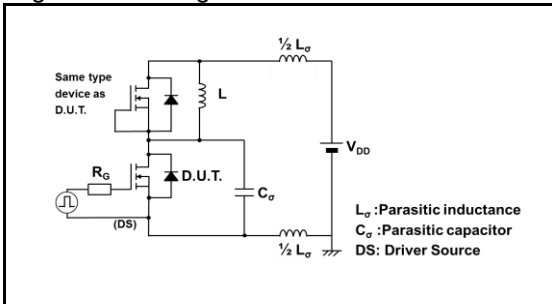 ½ Lσ
Same type
device as
D.U.T.
L
VDD
RG
D.U.T.
Cσ
(DS)
½ Lσ
Lσ :Parasitic inductance
Cσ :Parasitic capacitor
DS: Driver Source